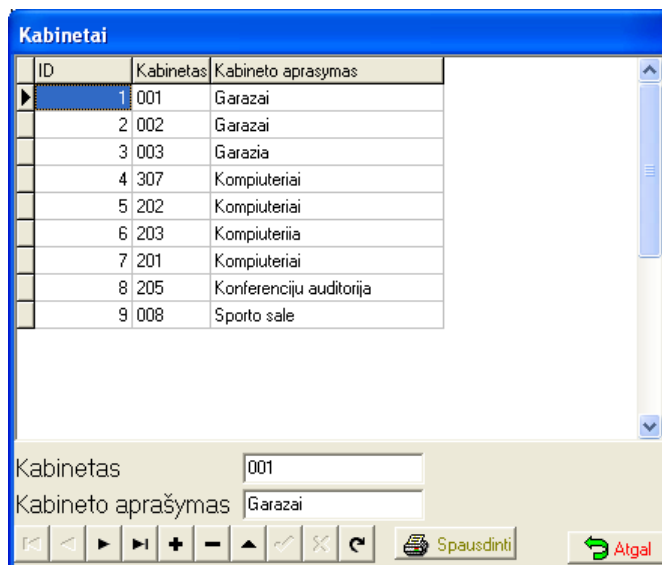 Kabinetai
ID Kabinetas Kabineto aprasymas
1 001 Garazai
2 002 Garazai
3 003 Garazia
4 307 Kompiuteriai
5 202 Kompiuteriai
6 203 Kompiuteriia
7 201 Kompiuteriai
8 205 Konferenciju auditorija
9 008 Sporto sale
Kabinetas 001
Kabineto aprašymas Garazai
Spausdinti Atgal